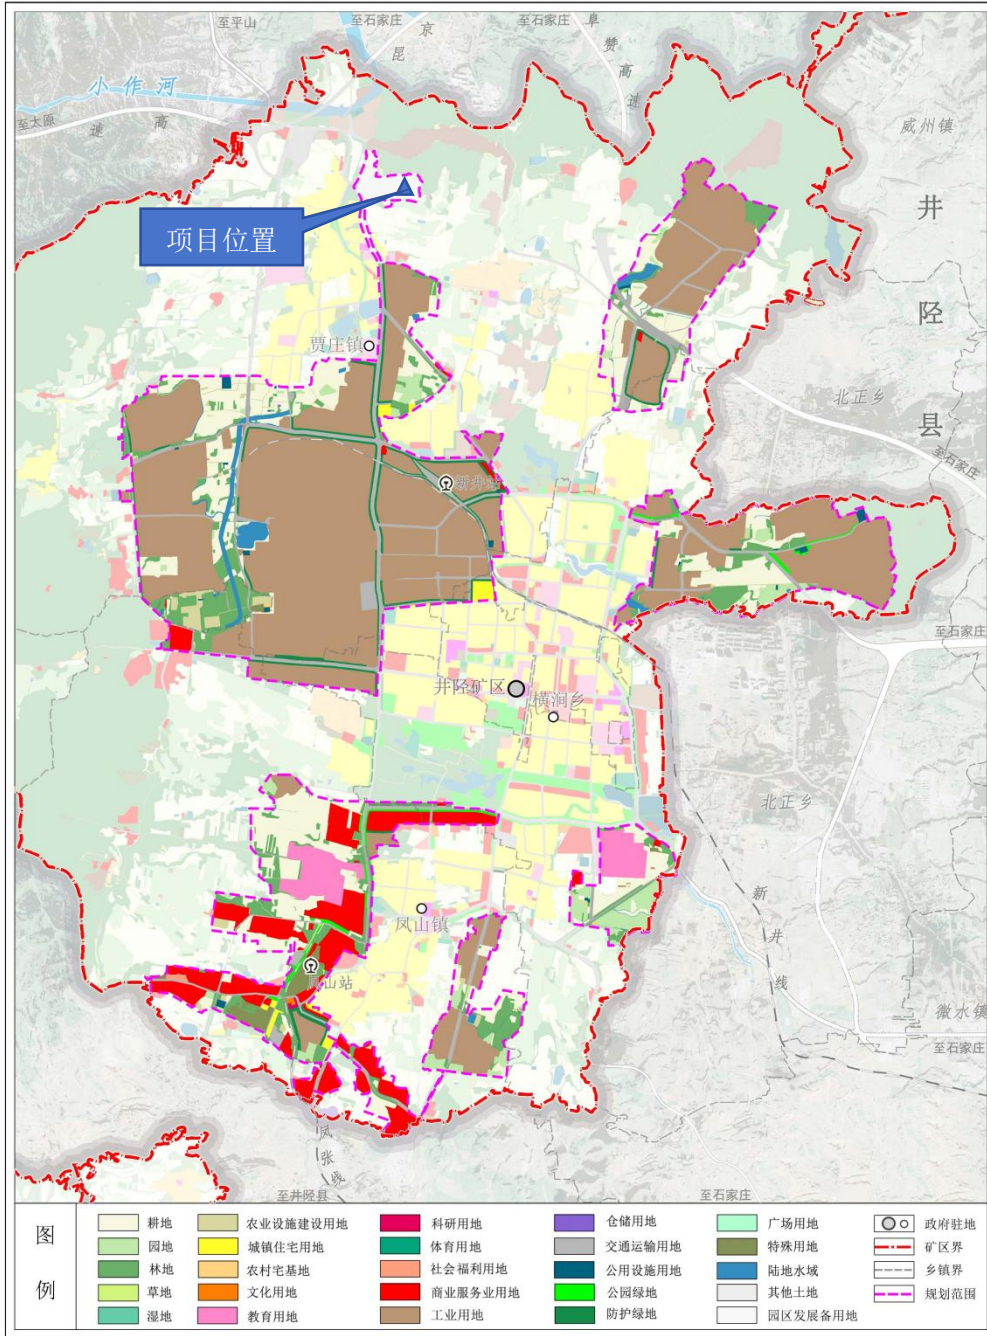 至平山
至石家庄
至石家庄
京
昆
阜
赞
高
速
小作河
至太原
高
速
威州镇
项目位置
井
陉
县
贾庄镇
北正乡
至石家庄
至石家庄
井陉矿区
横涧乡
北正乡
凤山镇
新
井
线
微水镇
至石家庄
凤
张
线
至井陉县
至石家庄
图
例
耕地
农业设施建设用地
科研用地
仓储用地
广场用地
政府驻地
园地
城镇住宅用地
体育用地
交通运输用地
特殊用地
矿区界
林地
农村宅基地
社会福利用地
公用设施用地
陆地水域
乡镇界
草地
文化用地
商业服务业用地
公园绿地
其他土地
规划范围
湿地
教育用地
工业用地
防护绿地
园区发展备用地